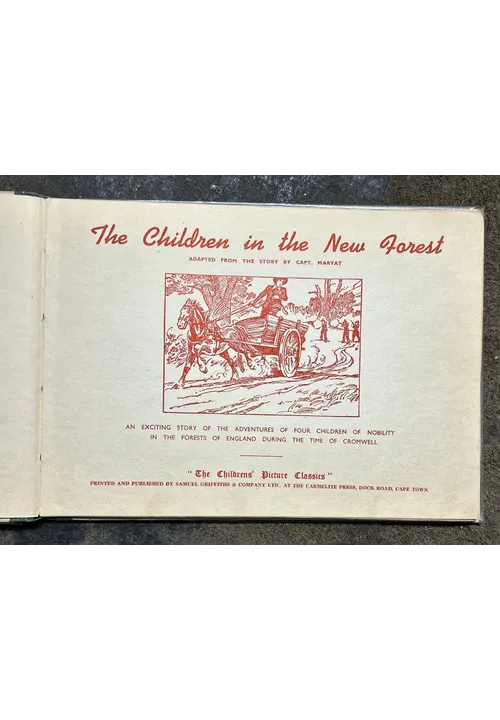 The Children in the New Forest
ADAPTED FROM THE STORY BY CAPT. MARYAT
AN EXCITING STORY OF THE ADVENTURES OF FOUR CHILDREN OF NOBILITY
IN THE FORESTS OF ENGLAND DURING THE TIME OF CROMWELL
"The Childrens' Picture Classics"
PRINTED AND PUBLISHED BY SAMUEL GRIFFITHS & COMPANY LTD., AT THE CARMELITE PRESS, DOCK ROAD, CAPE TOWN